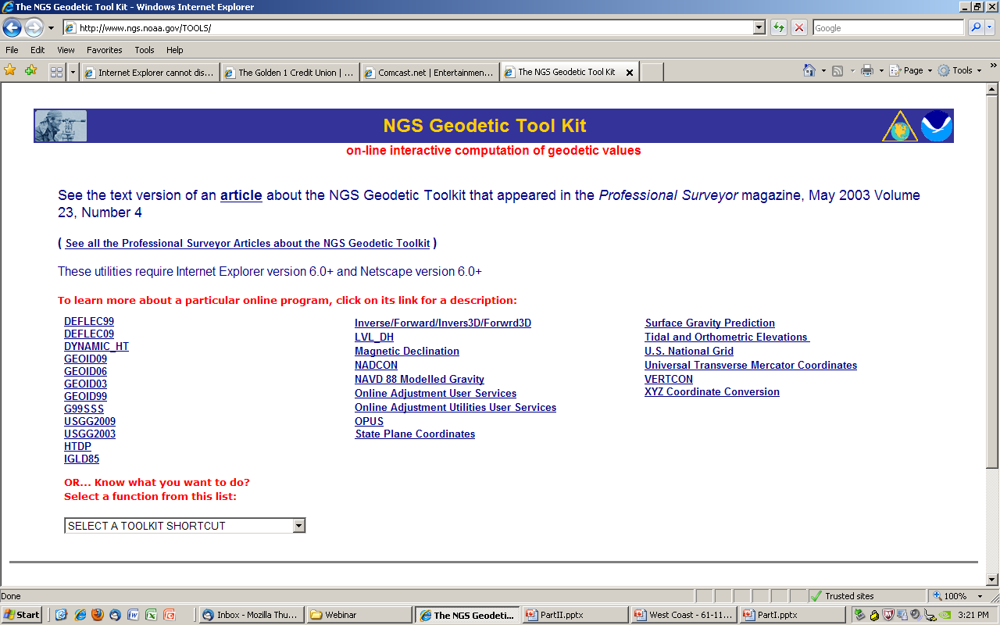 The NGS Geodetic Tool Kit - Windows Internet Explorer
http://www.ngs.noaa.gov/TOOLS/
Google
File Edit View Favorites Tools Help
Internet Explorer cannot dis...
The Golden 1 Credit Union | ...
Comcast.net | Entertainmen...
The NGS Geodetic Tool Kit
Page
Tools
NGS Geodetic Tool Kit
on-line interactive computation of geodetic values
See the text version of an article about the NGS Geodetic Toolkit that appeared in the Professional Surveyor magazine, May 2003 Volume
23, Number 4
( See all the Professional Surveyor Articles about the NGS Geodetic Toolkit )
These utilities require Internet Explorer version 6.0+ and Netscape version 6.0+
To learn more about a particular online program, click on its link for a description:
DEFLEC99
DEFLEC09
DYNAMIC_HT
GEOID09
GEOID06
GEOID03
GEOID99
G99SSS
USGG2009
USGG2003
HTDP
IGLD85
Inverse/Forward/Invers3D/Forwrd3D
LVL_DH
Magnetic Declination
NADCON
NAVD 88 Modelled Gravity
Online Adjustment User Services
Online Adjustment Utilities User Services
OPUS
State Plane Coordinates
Surface Gravity Prediction
Tidal and Orthometric Elevations
U.S. National Grid
Universal Transverse Mercator Coordinates
VERTCON
XYZ Coordinate Conversion
OR... Know what you want to do?
Select a function from this list:
SELECT A TOOLKIT SHORTCUT
Done
Trusted sites
100%
Start
Inbox - Mozilla Thu...
Webinar
The NGS Geodeti...
PartII.pptx
West Coast - 61-11...
PartI.pptx
3:21 PM